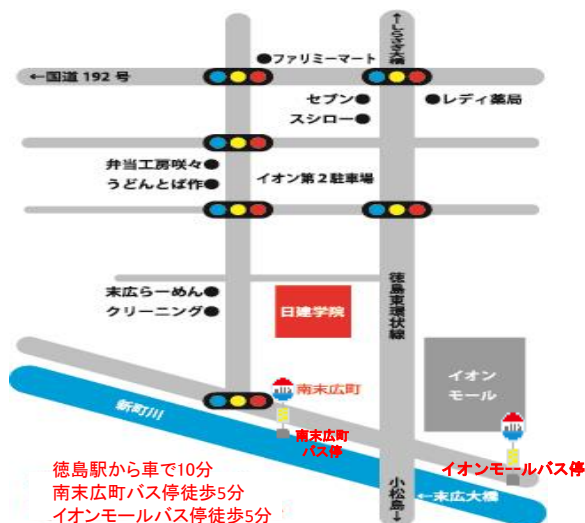 ←しらさぎ大橋
●ファリミーマート
←国道192号
セブン●
●レディ薬局
スシロー●
弁当工房咲々●
うどんとば作●
イオン第2駐車場
徳島東環状線
末広らーめん●
クリーニング●
日建学院
イオン
モール
南末広町
新町川
南末広町
バス停
イオンモールバス停
徳島駅から車で10分
南末広町バス停徒歩5分
イオンモールバス停徒歩5分
小松島→
←末広大橋